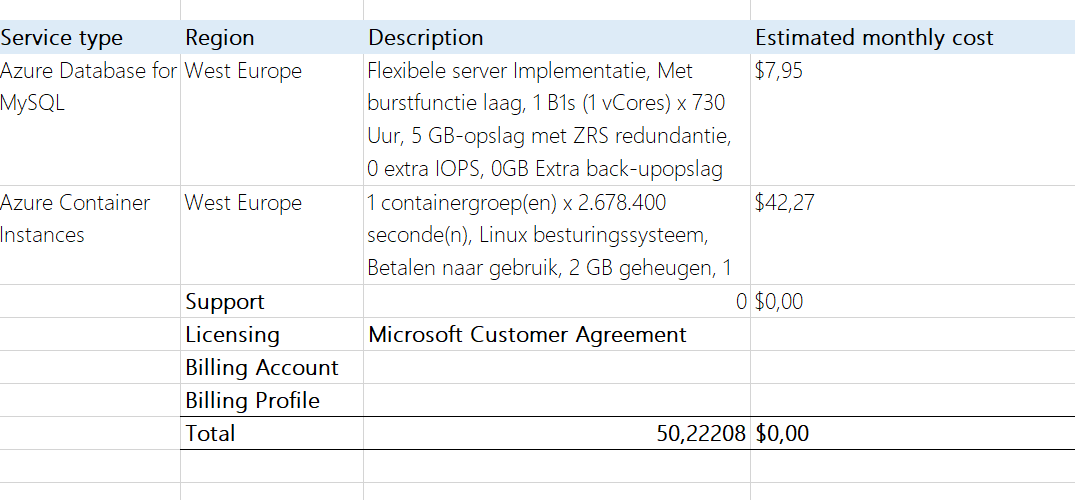 Service type Region Description Estimated monthly cost
Azure Database for West Europe Flexibele server Implementatie, Met $7,95
MySQL burstfunctie laag, 1 B1s (1 vCores) x 730
Uur, 5 GB-opslag met ZRS redundantie,
0 extra IOPS, 0GB Extra back-upopslag
Azure Container West Europe 1 containergroep(en) x 2.678.400 $42,27
Instances seconde(n), Linux besturingssysteem,
Betalen naar gebruik, 2 GB geheugen, 1
Support 0 $0,00
Licensing Microsoft Customer Agreement
Billing Account
Billing Profile
Total 50,22208 $0,00